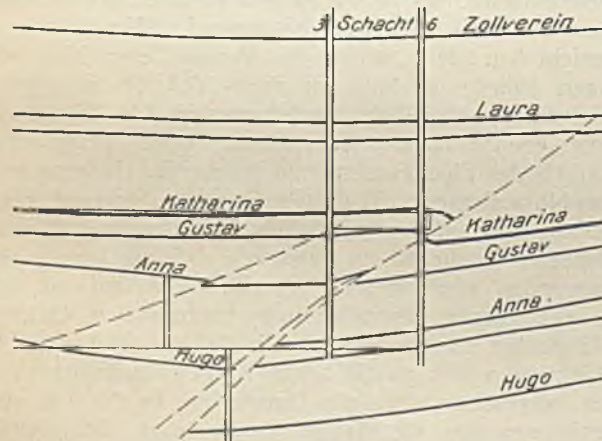 3 Schacht 6 Zollverein
Laura
Katharina
Gustav
Katharina
Gustav
Anna
Anna
Hugo
Hugo